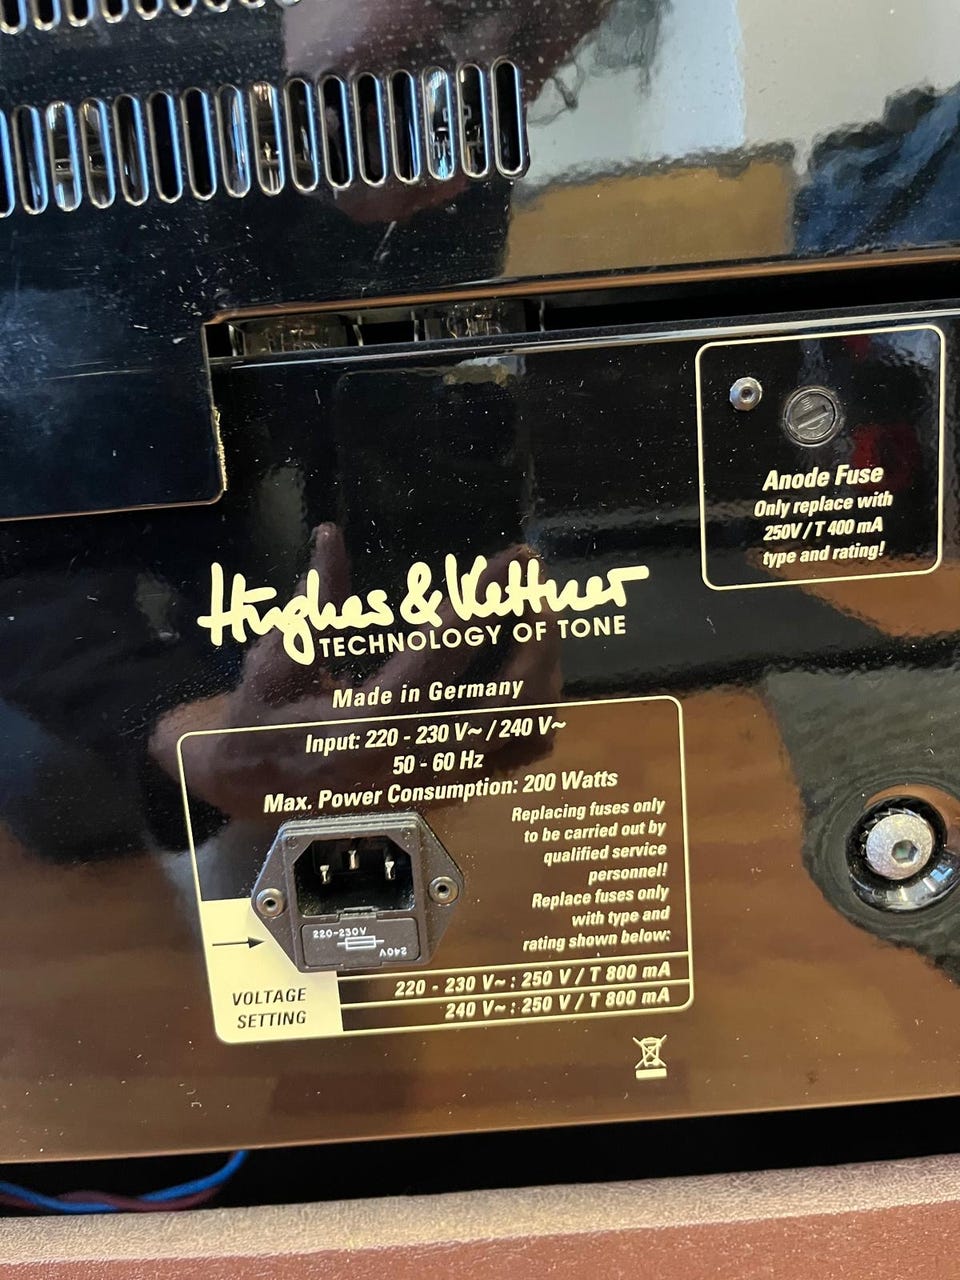 Anode Fuse
Only replace with
250V / T 400 mA
type and rating!
Hughes & Kettner
TECHNOLOGY OF TONE
Made in Germany
Input: 220 - 230 V~ / 240 V~
50 - 60 Hz
Max. Power Consumption: 200 Watts
Replacing fuses only
to be carried out by
qualified service
personnel!
Replace fuses only
with type and
rating shown below:
220-230V
240V
220 - 230 V~ : 250 V / T 800 mA
240 V~ : 250 V / T 800 mA
VOLTAGE
SETTING